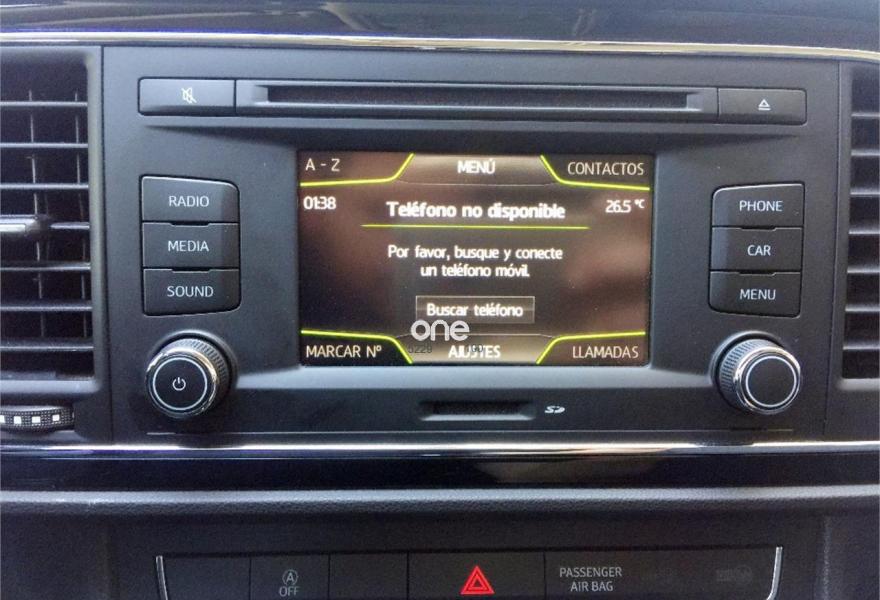 A - Z
MENÚ
CONTACTOS
01:38
Teléfono no disponible
26.5 °C
Por favor, busque y conecte
un teléfono móvil.
Buscar teléfono
one
MARCAR Nº
AJUSTES
LLAMADAS
RADIO
MEDIA
SOUND
PHONE
CAR
MENU
SD
A
OFF
PASSENGER
AIR BAG